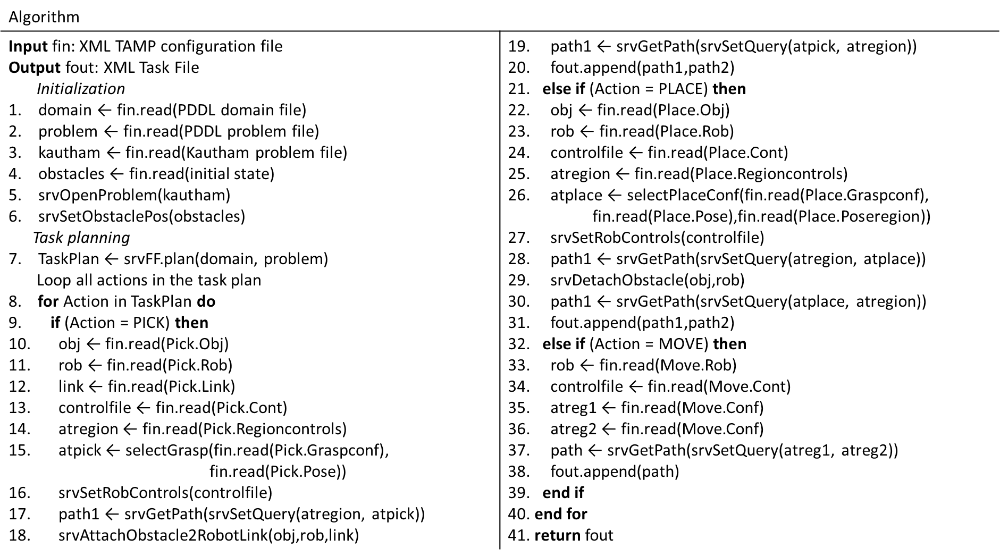 Algorithm
Input fin: XML TAMP configuration file
Output fout: XML Task File
Initialization
1. domain ← fin.read(PDDL domain file)
2. problem ← fin.read(PDDL problem file)
3. kautham ← fin.read(Kautham problem file)
4. obstacles ← fin.read(initial state)
5. srvOpenProblem(kautham)
6. srvSetObstaclePos(obstacles)
Task planning
7. TaskPlan ← srvFF.plan(domain, problem)
Loop all actions in the task plan
8. for Action in TaskPlan do
9. if (Action = PICK) then
10. obj ← fin.read(Pick.Obj)
11. rob ← fin.read(Pick.Rob)
12. link ← fin.read(Pick.Link)
13. controlfile ← fin.read(Pick.Cont)
14. atregion ← fin.read(Pick.Regioncontrols)
15. atpick ← selectGrasp(fin.read(Pick.Graspconf),
fin.read(Pick.Pose))
16. srvSetRobControls(controlfile)
17. path1 ← srvGetPath(srvSetQuery(atregion, atpick))
18. srvAttachObstacle2RobotLink(obj,rob,link)
19. path1 ← srvGetPath(srvSetQuery(atpick, atregion))
20. fout.append(path1,path2)
21. else if (Action = PLACE) then
22. obj ← fin.read(Place.Obj)
23. rob ← fin.read(Place.Rob)
24. controlfile ← fin.read(Place.Cont)
25. atregion ← fin.read(Place.Regioncontrols)
26. atplace ← selectPlaceConf(fin.read(Place.Graspconf),
fin.read(Place.Pose),fin.read(Place.Poseregion))
27. srvSetRobControls(controlfile)
28. path1 ← srvGetPath(srvSetQuery(atregion, atplace))
29. srvDetachObstacle(obj,rob)
30. path1 ← srvGetPath(srvSetQuery(atplace, atregion))
31. fout.append(path1,path2)
32. else if (Action = MOVE) then
33. rob ← fin.read(Move.Rob)
34. controlfile ← fin.read(Move.Cont)
35. atreg1 ← fin.read(Move.Conf)
36. atreg2 ← fin.read(Move.Conf)
37. path ← srvGetPath(srvSetQuery(atreg1, atreg2))
38. fout.append(path)
39. end if
40. end for
41. return fout